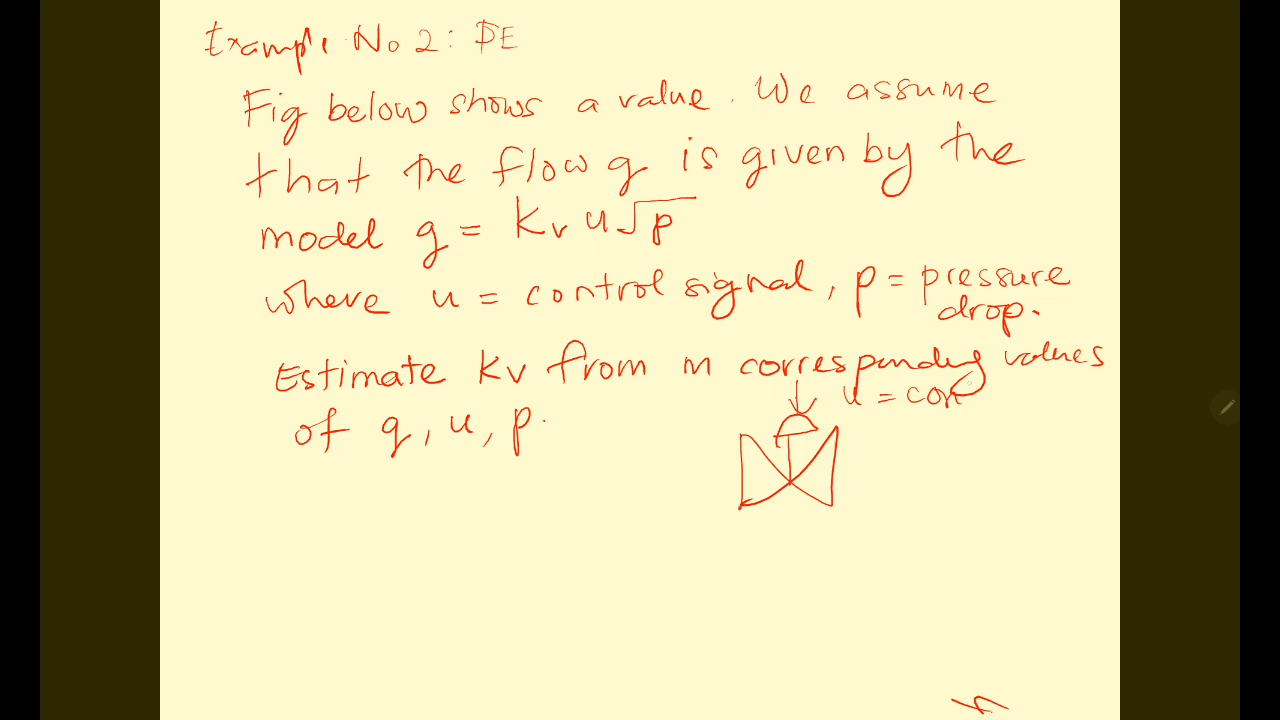 Example No 2: PE
Fig below shows a value. We assume
that the flow q is given by the
model q = Kv u√p
where u = control signal, p = pressure
drop.
Estimate Kv from m corresponding values
of q, u, p.
u = con